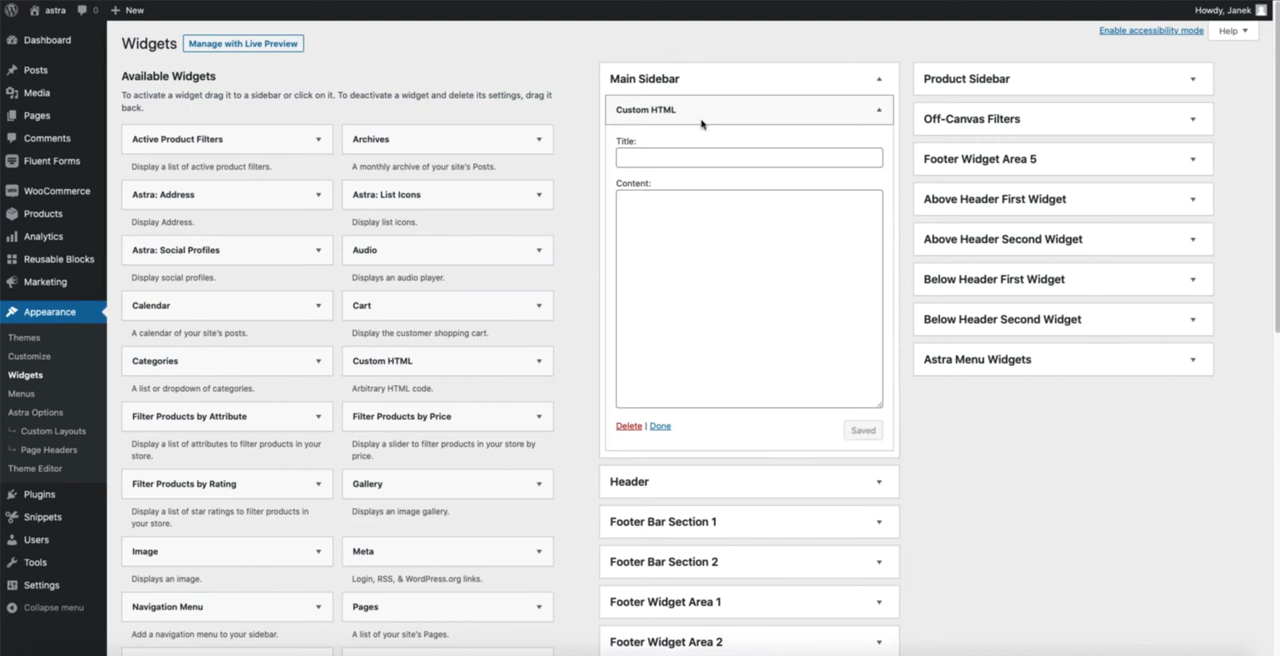 astra 0 New Howdy, Janek
Dashboard
Posts
Media
Pages
Comments
Fluent Forms
WooCommerce
Products
Analytics
Reusable Blocks
Marketing
Appearance
Themes
Customize
Widgets
Menus
Astra Options
Custom Layouts
Page Headers
Theme Editor
Plugins
Snippets
Users
Tools
Settings
Collapse menu
Enable accessibility mode Help
Widgets Manage with Live Preview
Available Widgets
To activate a widget drag it to a sidebar or click on it. To deactivate a widget and delete its settings, drag it
back.
Active Product Filters
Display a list of active product filters.
Archives
A monthly archive of your site's Posts.
Astra: Address
Display Address.
Astra: List Icons
Display list icons.
Astra: Social Profiles
Display social profiles.
Audio
Displays an audio player.
Calendar
A calendar of your site's posts.
Cart
Display the customer shopping cart.
Categories
A list or dropdown of categories.
Custom HTML
Arbitrary HTML code.
Filter Products by Attribute
Display a list of attributes to filter products in your
store.
Filter Products by Price
Display a slider to filter products in your store by
price.
Filter Products by Rating
Display a list of star ratings to filter products in
your store.
Gallery
Displays an image gallery.
Image
Displays an image.
Meta
Login, RSS, & WordPress.org links.
Navigation Menu
Add a navigation menu to your sidebar.
Pages
A list of your site's Pages.
Main Sidebar
Custom HTML
Title:
Content:
Delete | Done Saved
Header
Footer Bar Section 1
Footer Bar Section 2
Footer Widget Area 1
Footer Widget Area 2
Product Sidebar
Off-Canvas Filters
Footer Widget Area 5
Above Header First Widget
Above Header Second Widget
Below Header First Widget
Below Header Second Widget
Astra Menu Widgets